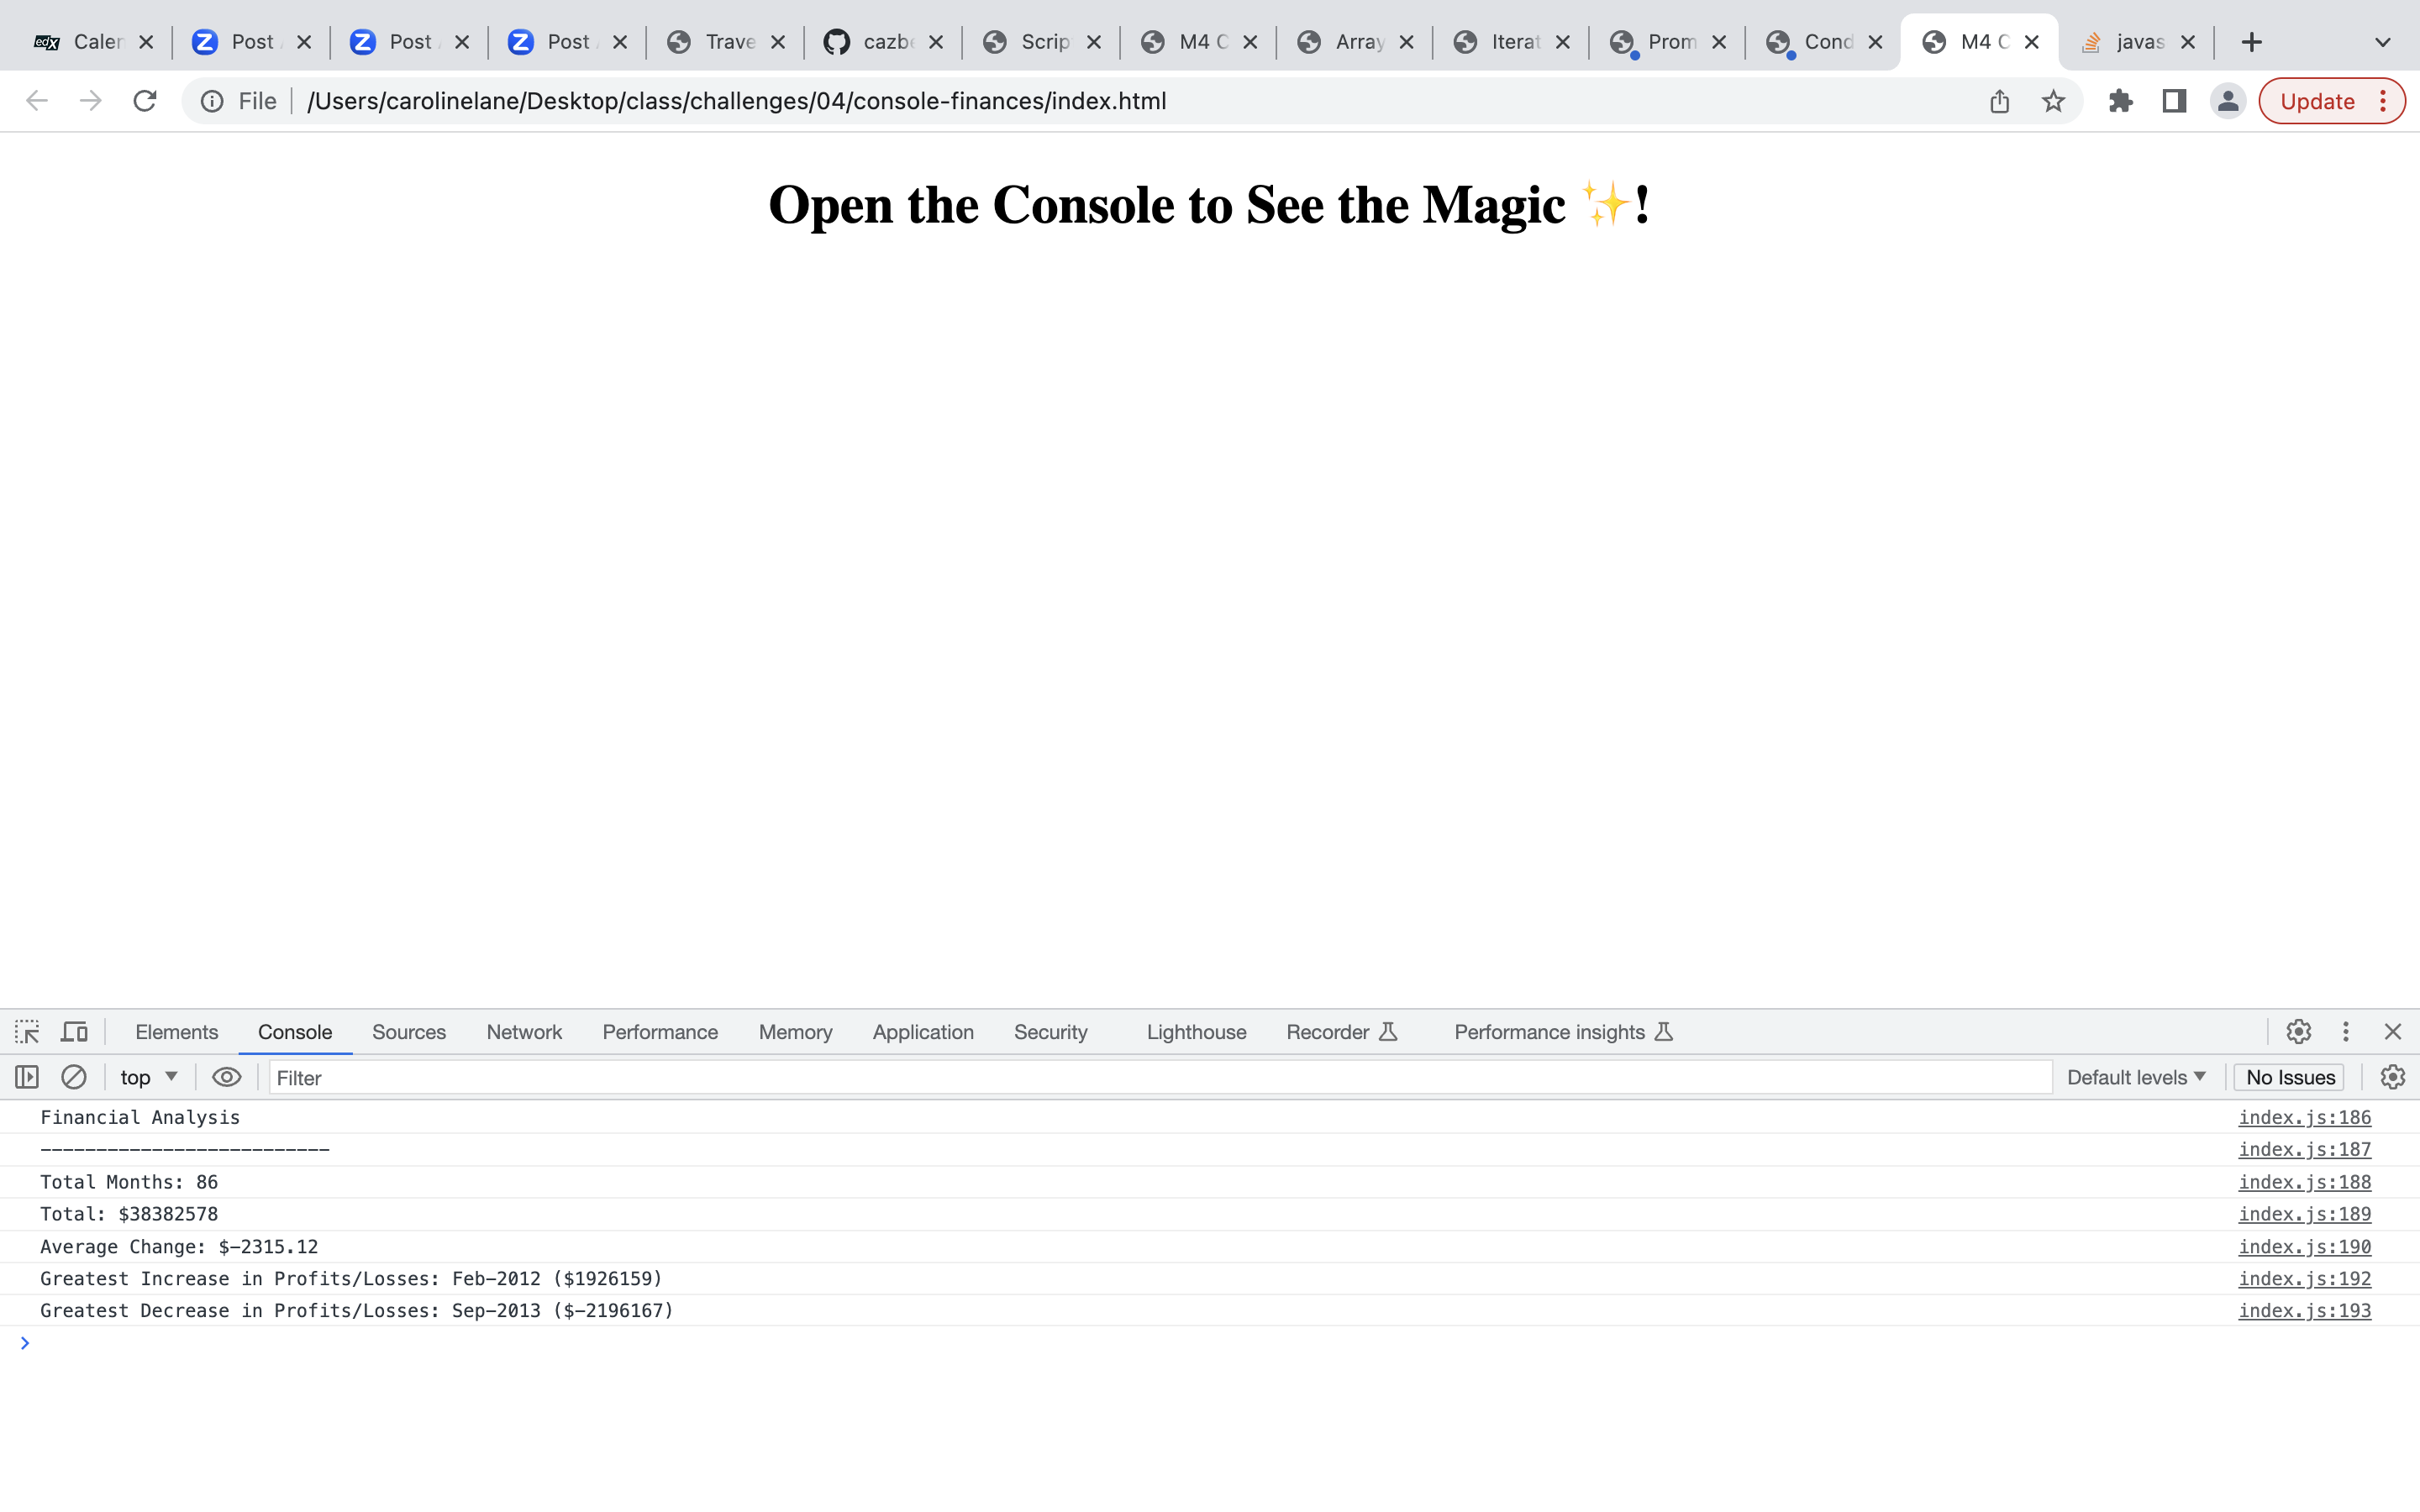 edX Calen Post Post Post Trave cazbe Scrip M4 C Array Iterat Prom Cond M4 C javas
File /Users/carolinelane/Desktop/class/challenges/04/console-finances/index.html Update
Open the Console to See the Magic ✨!
Elements Console Sources Network Performance Memory Application Security Lighthouse Recorder Performance insights
top Filter Default levels No Issues
Financial Analysis index.js:186
-------------------------- index.js:187
Total Months: 86 index.js:188
Total: $38382578 index.js:189
Average Change: $-2315.12 index.js:190
Greatest Increase in Profits/Losses: Feb-2012 ($1926159) index.js:192
Greatest Decrease in Profits/Losses: Sep-2013 ($-2196167) index.js:193